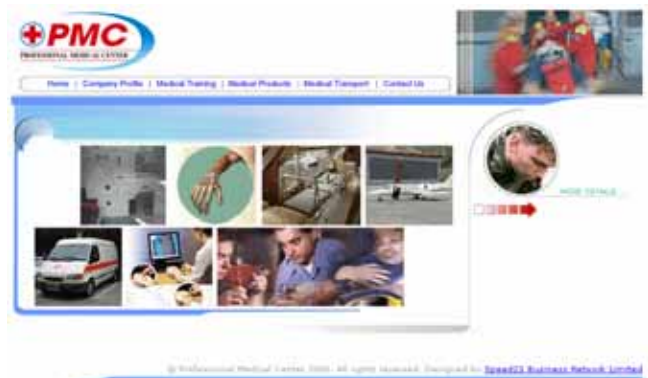 PMC
PROFESSIONAL MEDICAL CENTER
Home | Company Profile | Medical Training | Medical Products | Medical Transport | Contact Us
MORE DETAILS...
© Professional Medical Center 2006. All rights reserved. Designed by Speed21 Business Network Limited